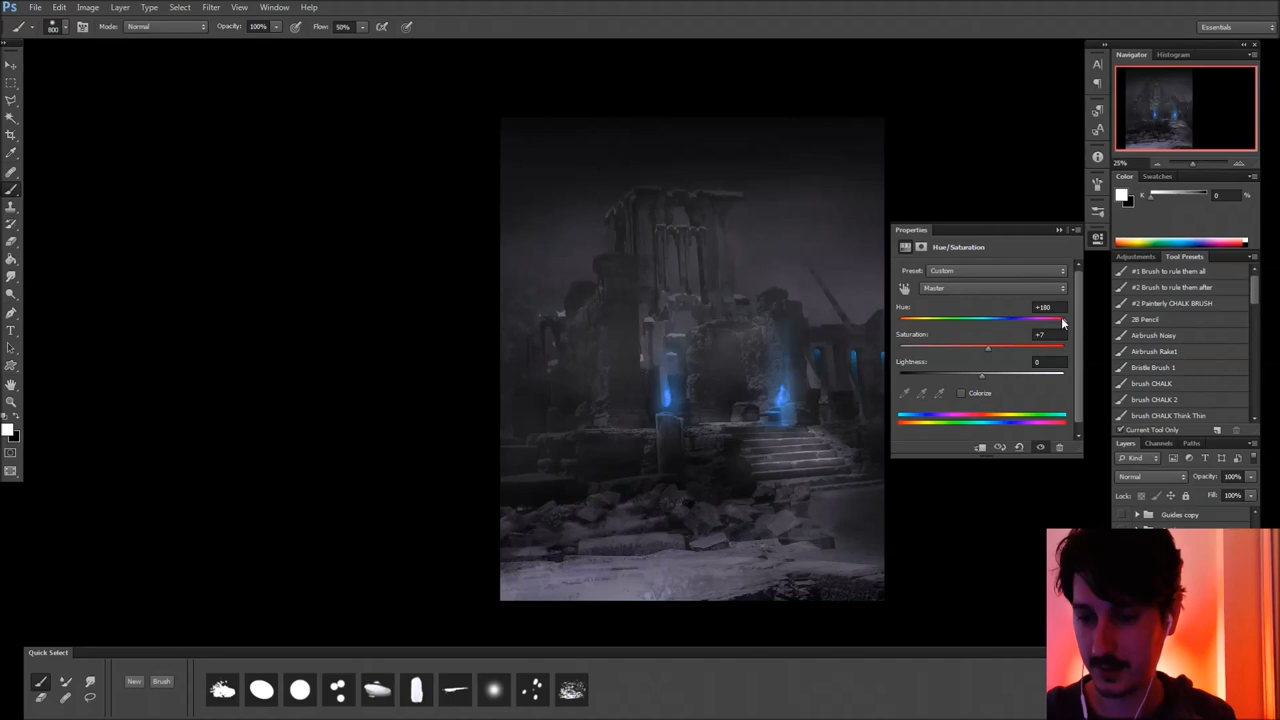 Ps File Edit Image Layer Type Select Filter View Window Help
800 Mode: Normal Opacity: 100% Flow: 50% Essentials
Navigator Histogram
25%
Color Swatches
K 0 %
Properties
Hue/Saturation
Preset: Custom
Master
Hue: +180
Saturation: +7
Lightness: 0
Colorize
Adjustments Tool Presets
#1 Brush to rule them all
#2 Brush to rule them after
#2 Painterly CHALK BRUSH
2B Pencil
Airbrush Noisy
Airbrush Rake1
Bristle Brush 1
brush CHALK
brush CHALK 2
brush CHALK Think Thin
Current Tool Only
Layers Channels Paths
Kind
Normal Opacity: 100%
Lock: Fill: 100%
Guides copy
Quick Select
New Brush